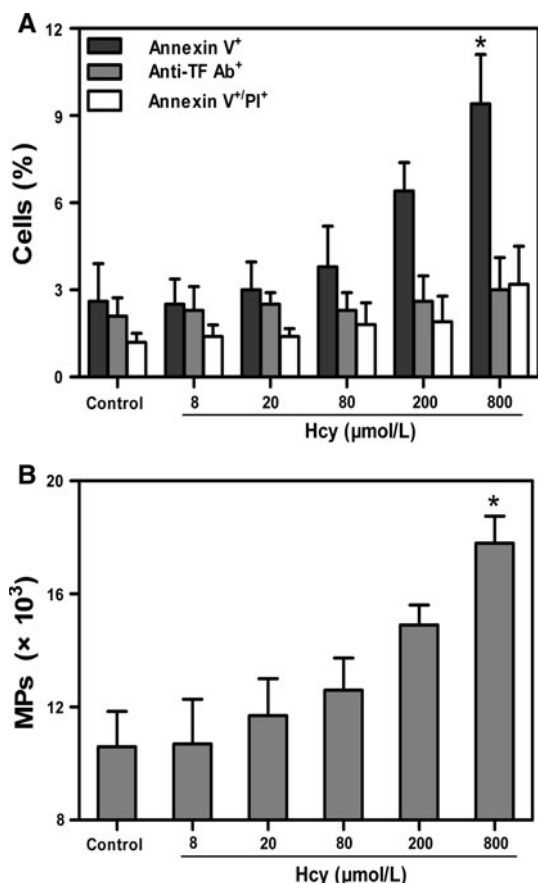 A
12
Annexin V⁺
Anti-TF Ab⁺
Annexin V⁺/PI⁺
*
9
Cells (%)
6
3
0
Control 8 20 80 200 800
Hcy (µmol/L)
B
20
*
16
MPs (× 10³)
12
8
Control 8 20 80 200 800
Hcy (µmol/L)